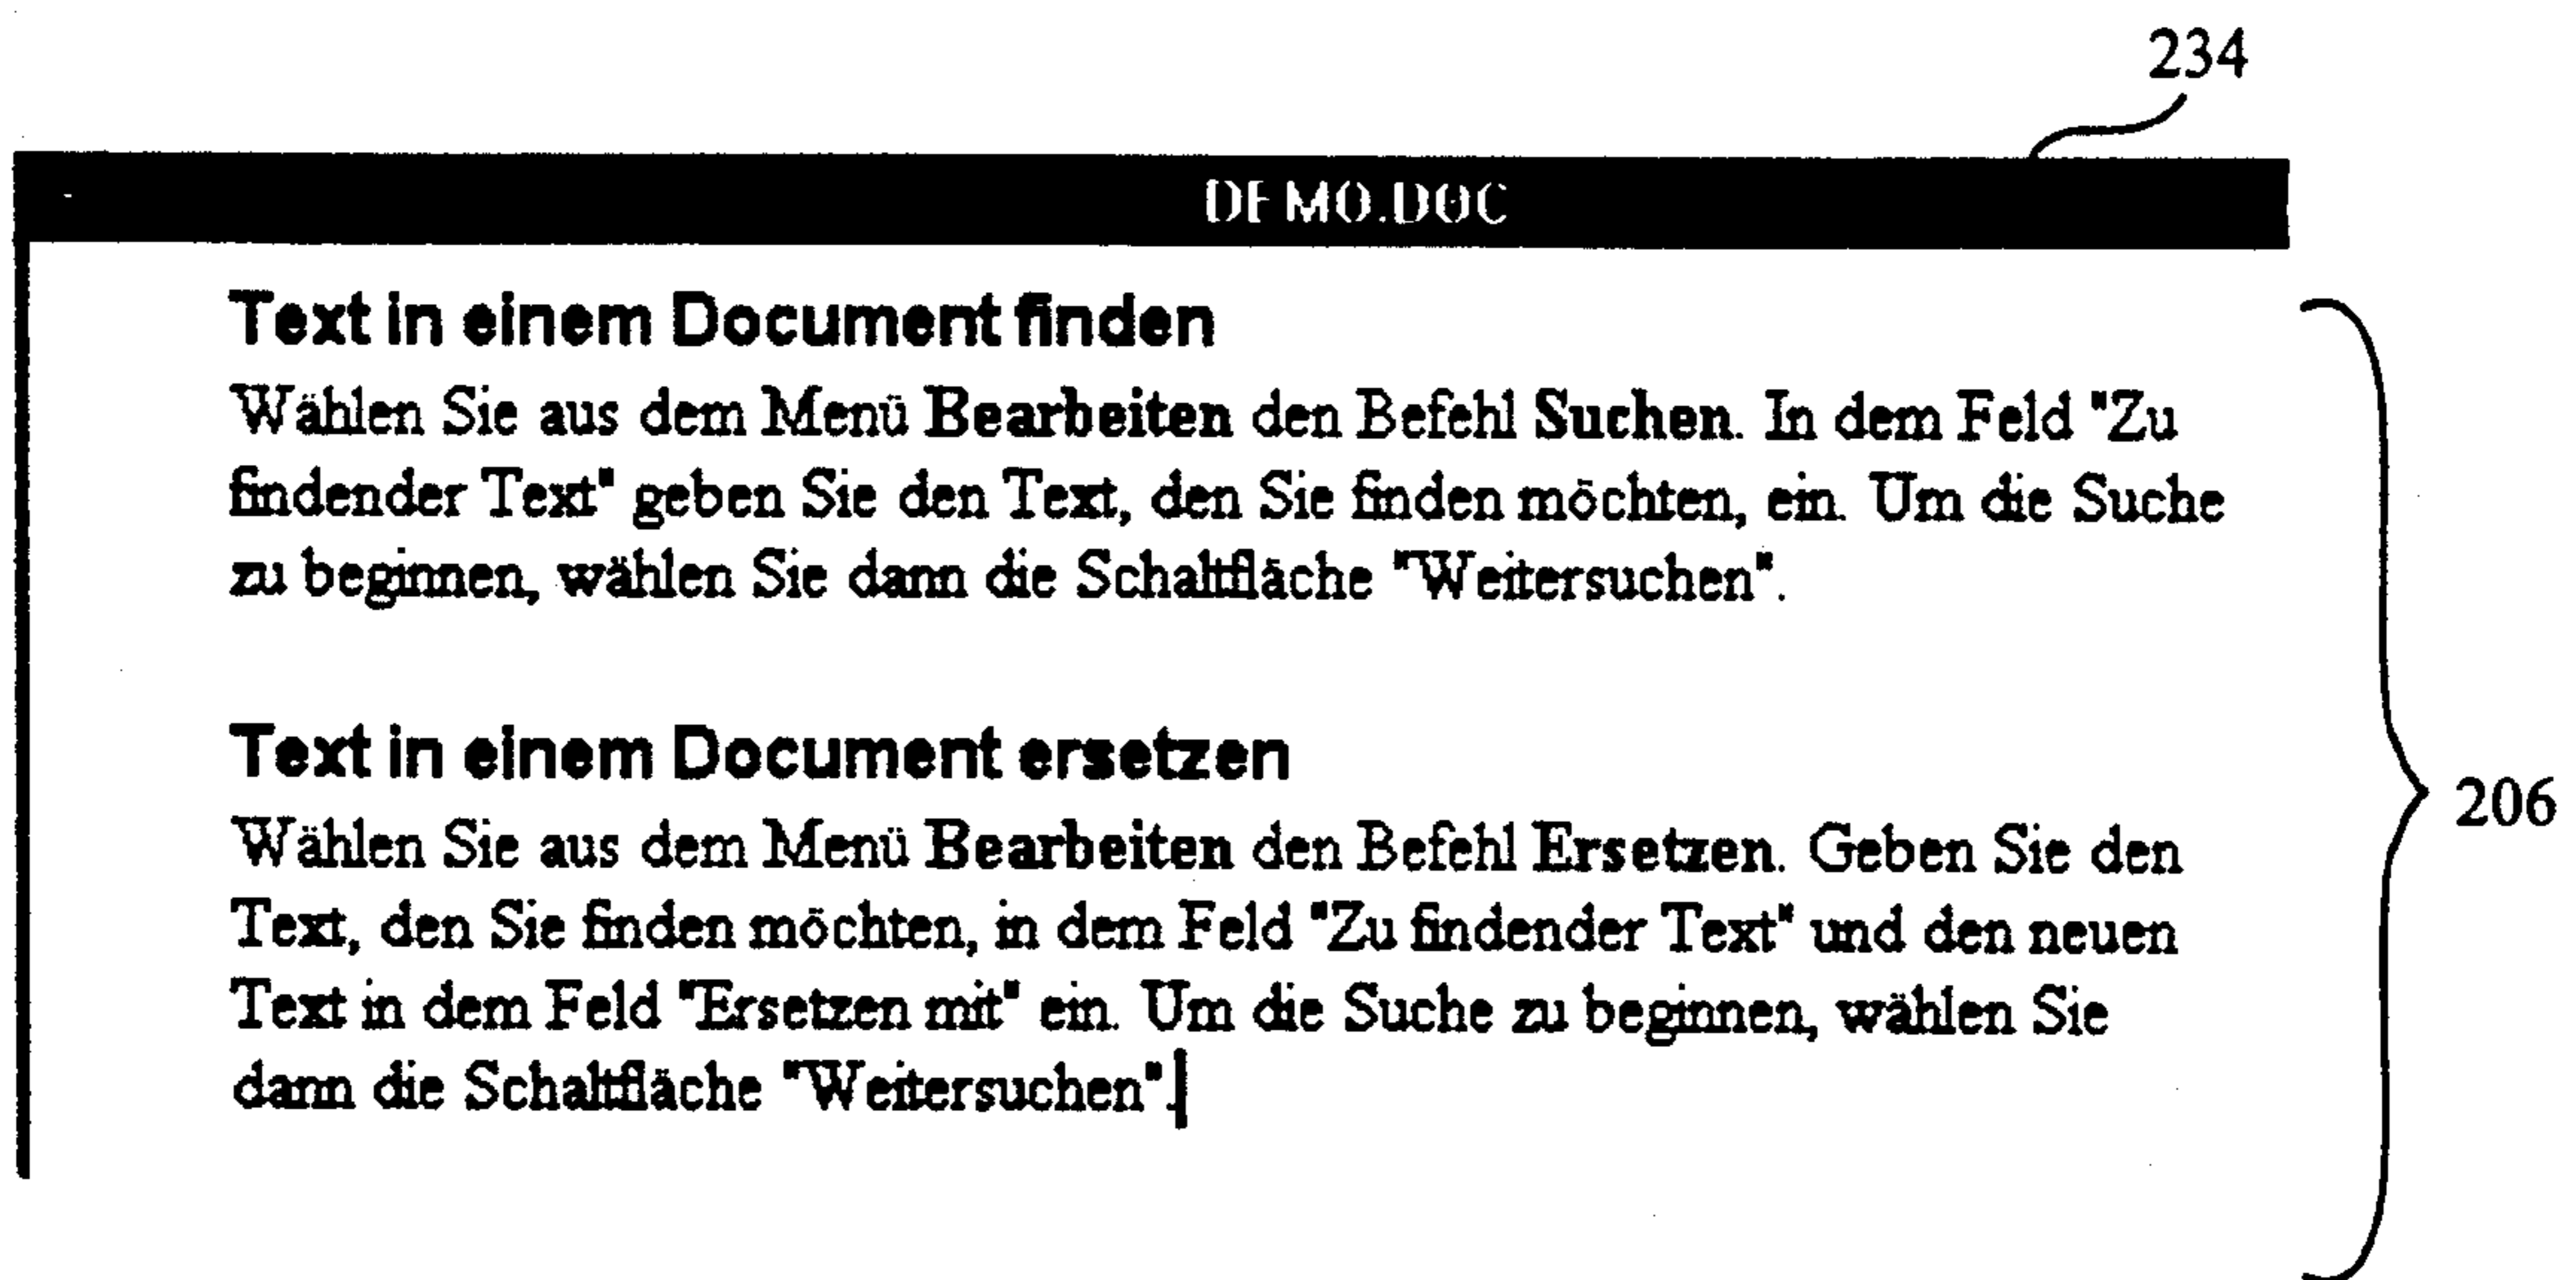 234
DEMO.DOC
Text in einem Document finden
Wählen Sie aus dem Menü Bearbeiten den Befehl Suchen. In dem Feld "Zu
findender Text" geben Sie den Text, den Sie finden möchten, ein. Um die Suche
zu beginnen, wählen Sie dann die Schaltfläche "Weitersuchen".
Text in einem Document ersetzen
Wählen Sie aus dem Menü Bearbeiten den Befehl Ersetzen. Geben Sie den
Text, den Sie finden möchten, in dem Feld "Zu findender Text" und den neuen
Text in dem Feld "Ersetzen mit" ein. Um die Suche zu beginnen, wählen Sie
dann die Schaltfläche "Weitersuchen".
206